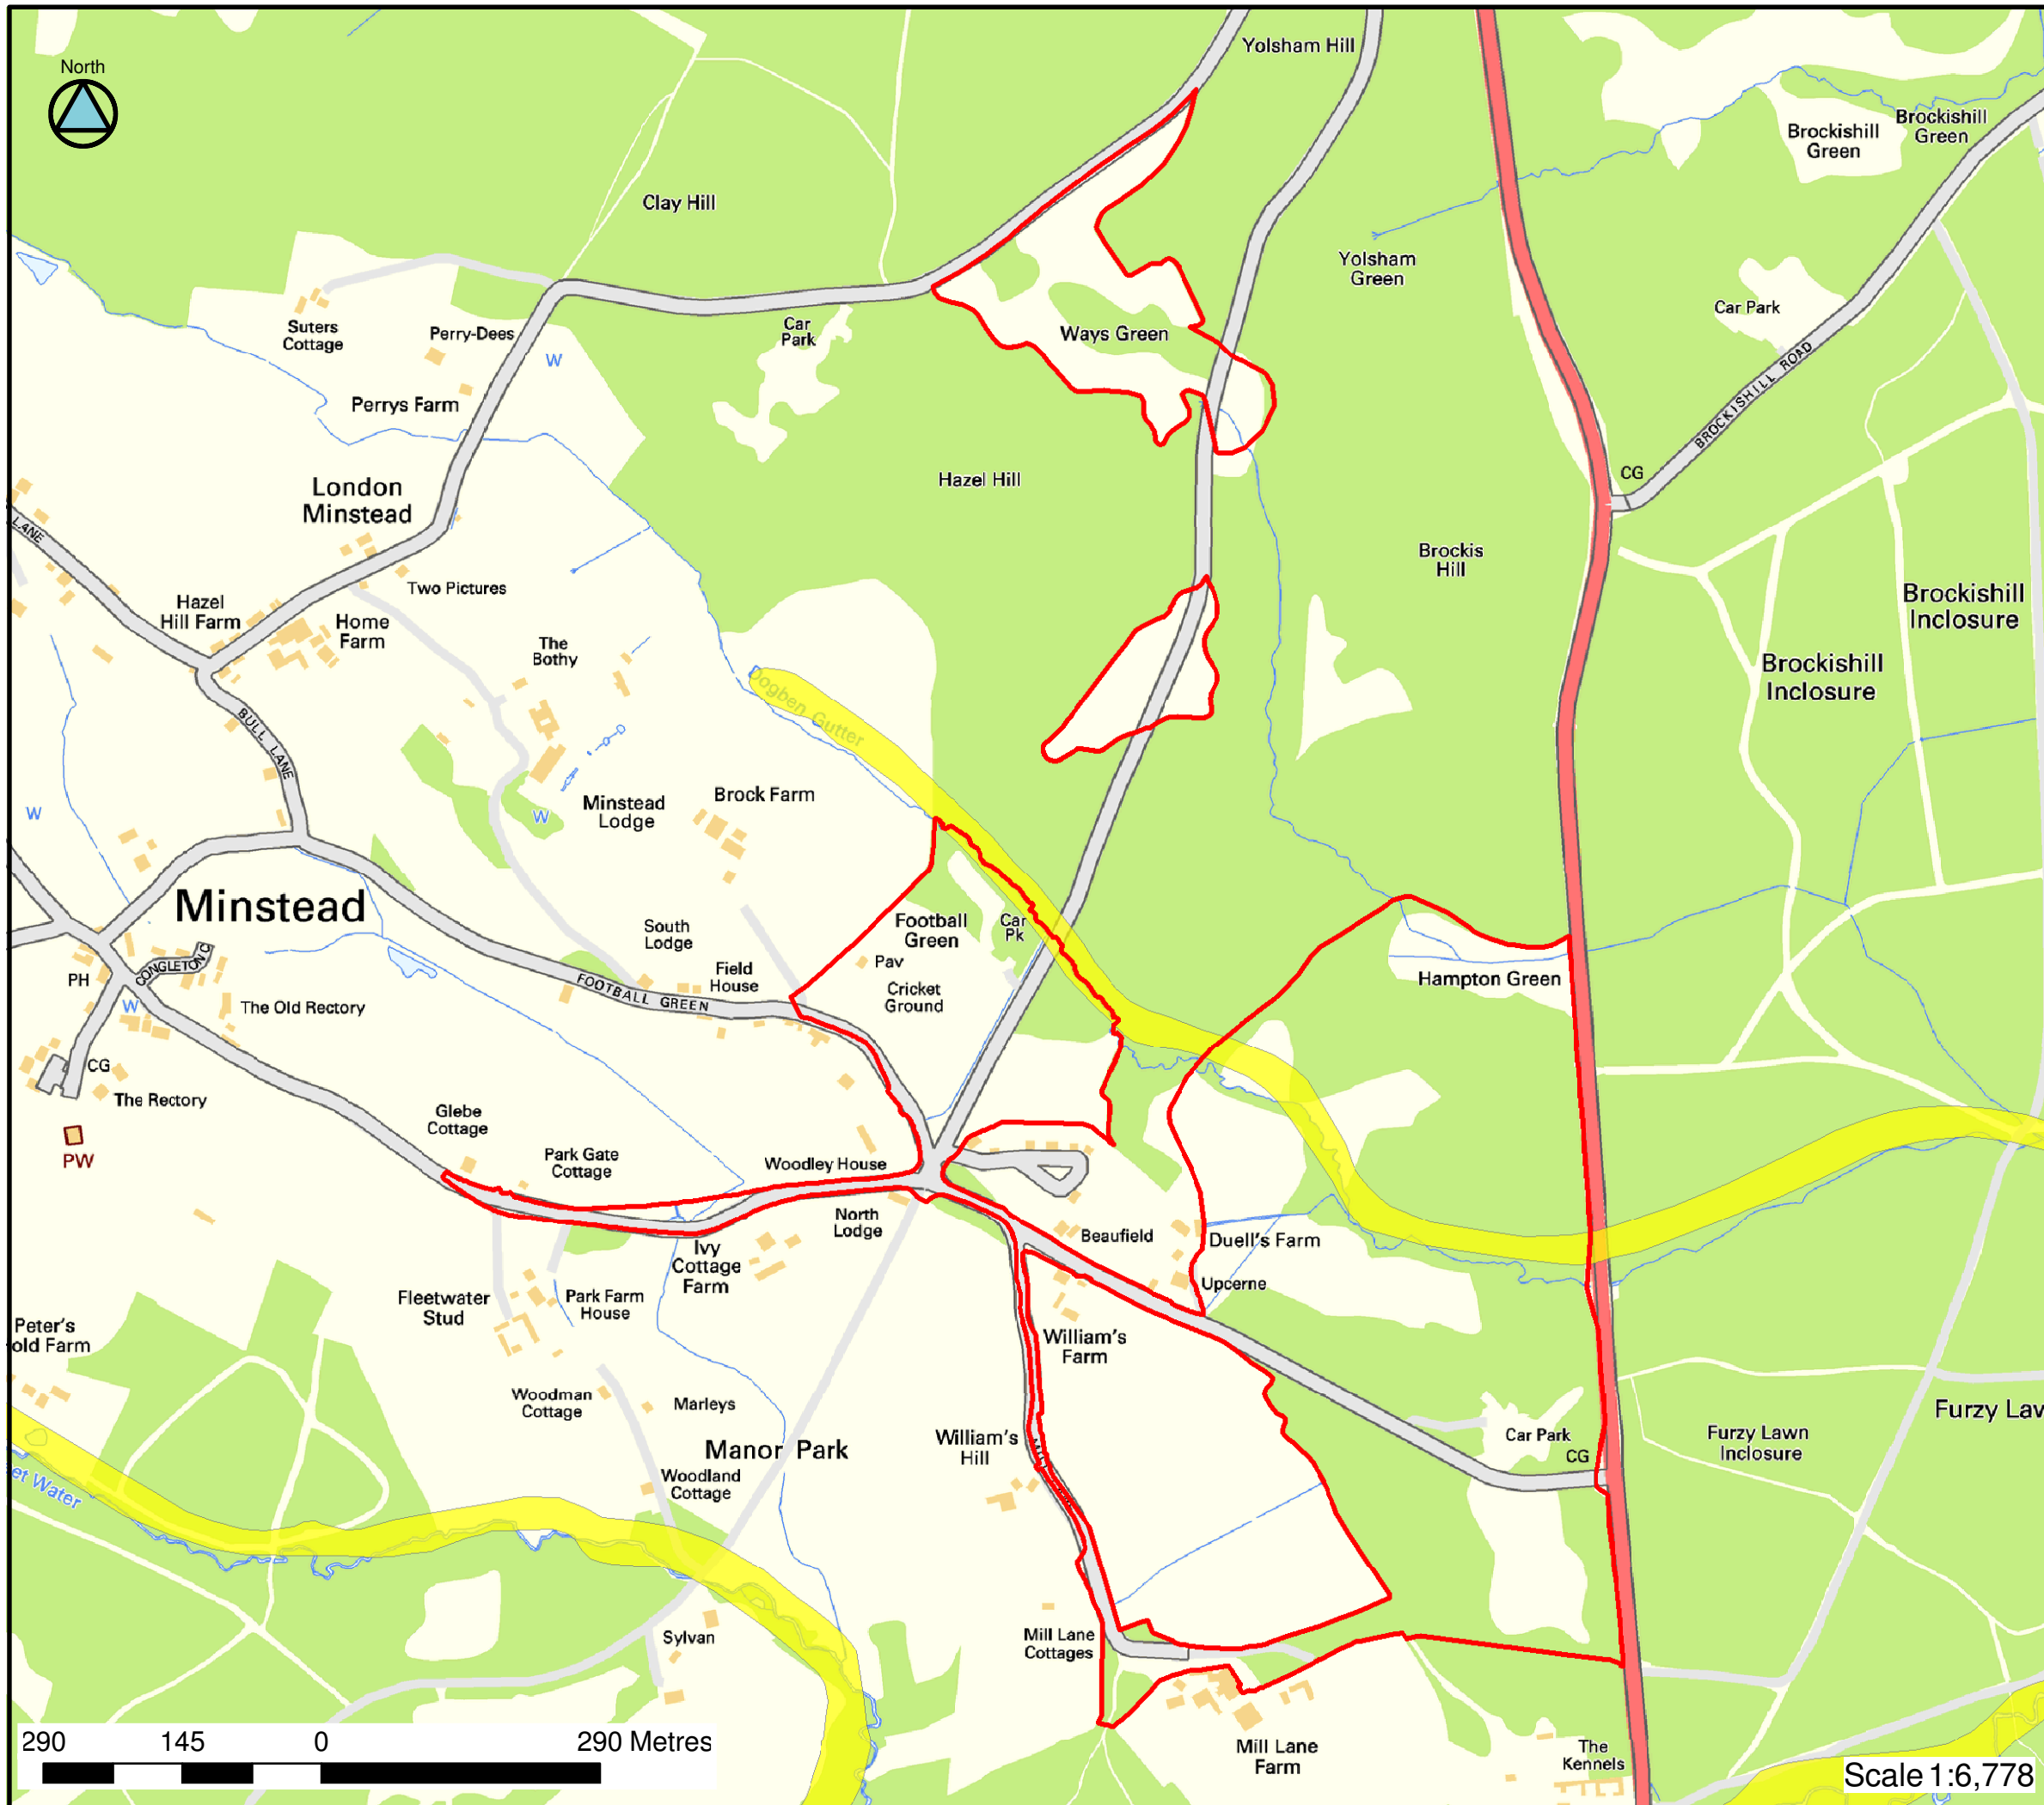 North
Yolsham Hill
Brockishill
Green
Brockishill
Green
Clay Hill
Yolsham
Green
Suters
Cottage
Perry-Dees
Car
Park
Ways Green
Car Park
BROCKISHILL ROAD
Perrys Farm
W
CG
London
Minstead
Hazel Hill
LANE
Brockis
Hill
Two Pictures
Hazel
Hill Farm
Home
Farm
Brockishill
Inclosure
The
Bothy
Brockishill
Inclosure
Dogben Gutter
BULL LANE
W
Minstead
Lodge
W
Brock Farm
Minstead
South
Lodge
Football
Green
Car
Pk
Pav
Field
House
Cricket
Ground
Hampton Green
PH
CONGLETON C
W
The Old Rectory
FOOTBALL GREEN
CG
The Rectory
Glebe
Cottage
PW
Park Gate
Cottage
Woodley House
North
Lodge
Beaufield
Duell's Farm
Ivy
Cottage
Farm
Upcerne
Fleetwater
Stud
Park Farm
House
Peter's
old Farm
William's
Farm
Woodman
Cottage
Marleys
Furzy Law
Manor Park
William's
Hill
Car Park
CG
Furzy Lawn
Inclosure
et Water
Woodland
Cottage
Sylvan
Mill Lane
Cottages
290 145 0 290 Metres
Mill Lane
Farm
The
Kennels
Scale 1:6,778